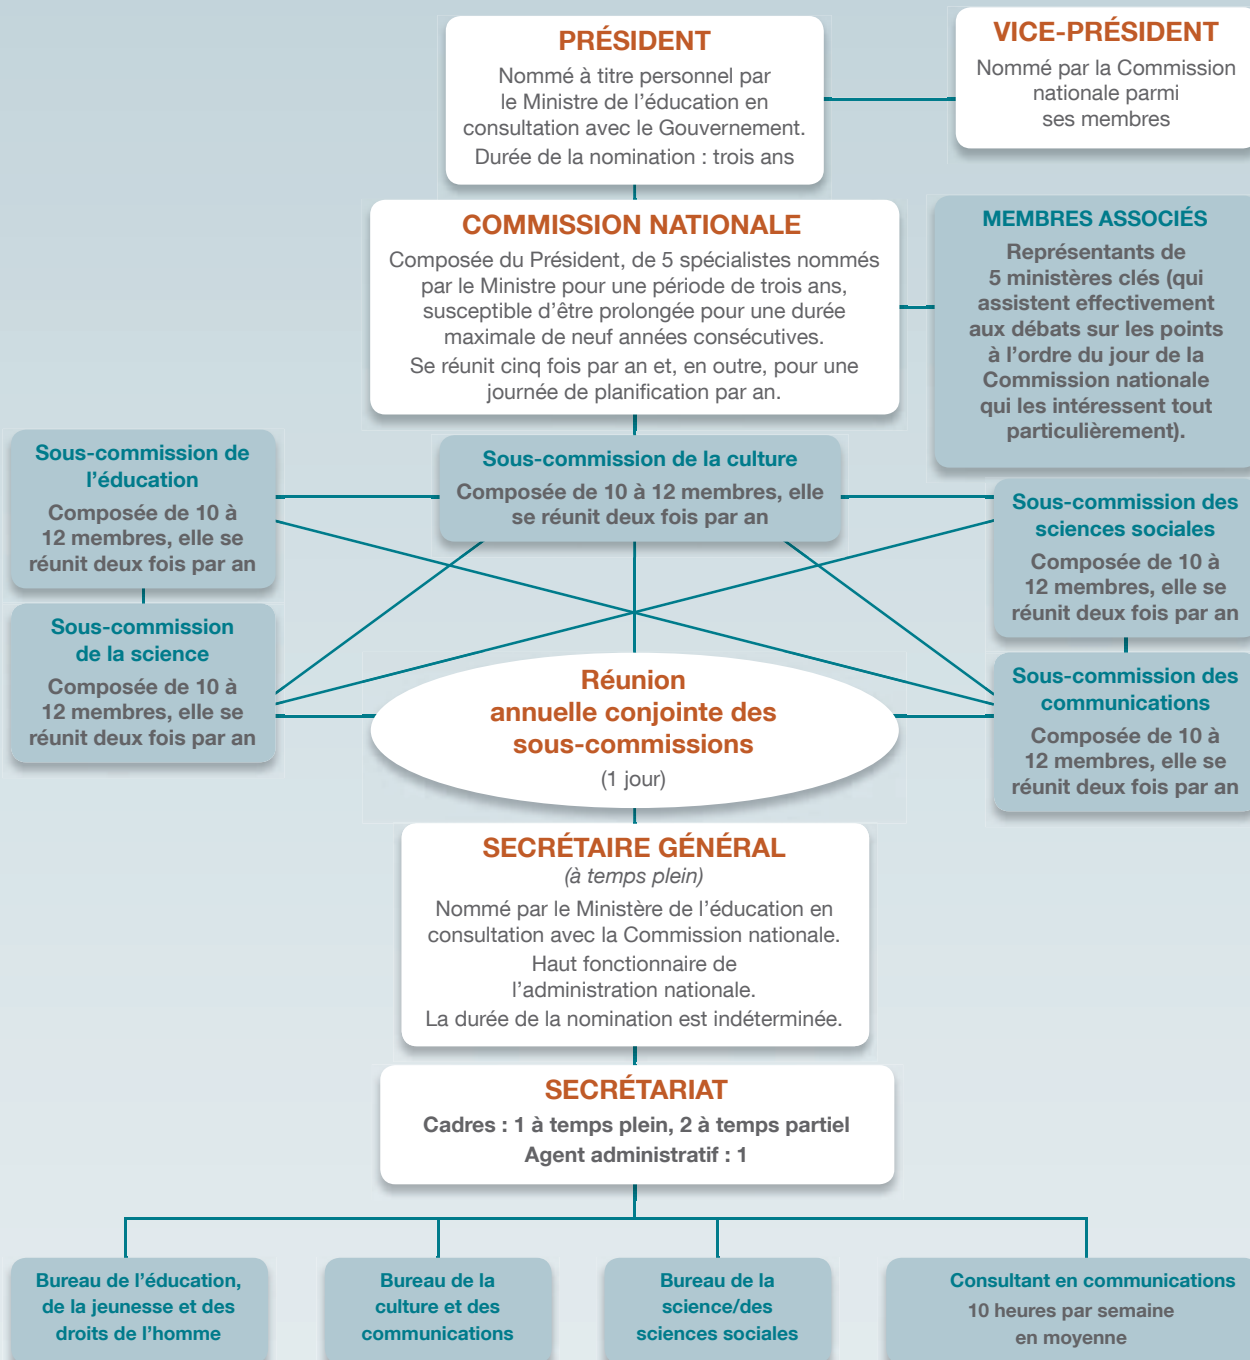 PRÉSIDENT
Nommé à titre personnel par
le Ministre de l'éducation en
consultation avec le Gouvernement.
Durée de la nomination : trois ans
VICE-PRÉSIDENT
Nommé par la Commission
nationale parmi
ses membres
COMMISSION NATIONALE
Composée du Président, de 5 spécialistes nommés
par le Ministre pour une période de trois ans,
susceptible d'être prolongée pour une durée
maximale de neuf années consécutives.
Se réunit cinq fois par an et, en outre, pour une
journée de planification par an.
MEMBRES ASSOCIÉS
Représentants de
5 ministères clés (qui
assistent effectivement
aux débats sur les points
à l'ordre du jour de la
Commission nationale
qui les intéressent tout
particulièrement).
Sous-commission de
l'éducation
Composée de 10 à
12 membres, elle se
réunit deux fois par an
Sous-commission de la culture
Composée de 10 à 12 membres, elle
se réunit deux fois par an
Sous-commission des
sciences sociales
Composée de 10 à
12 membres, elle se
réunit deux fois par an
Sous-commission
de la science
Composée de 10 à
12 membres, elle se
réunit deux fois par an
Réunion
annuelle conjointe des
sous-commissions
(1 jour)
Sous-commission des
communications
Composée de 10 à
12 membres, elle se
réunit deux fois par an
SECRÉTAIRE GÉNÉRAL
(à temps plein)
Nommé par le Ministère de l'éducation en
consultation avec la Commission nationale.
Haut fonctionnaire de
l'administration nationale.
La durée de la nomination est indéterminée.
SECRÉTARIAT
Cadres : 1 à temps plein, 2 à temps partiel
Agent administratif : 1
Bureau de l'éducation,
de la jeunesse et des
droits de l'homme
Bureau de la
culture et des
communications
Bureau de la
science/des
sciences sociales
Consultant en communications
10 heures par semaine
en moyenne